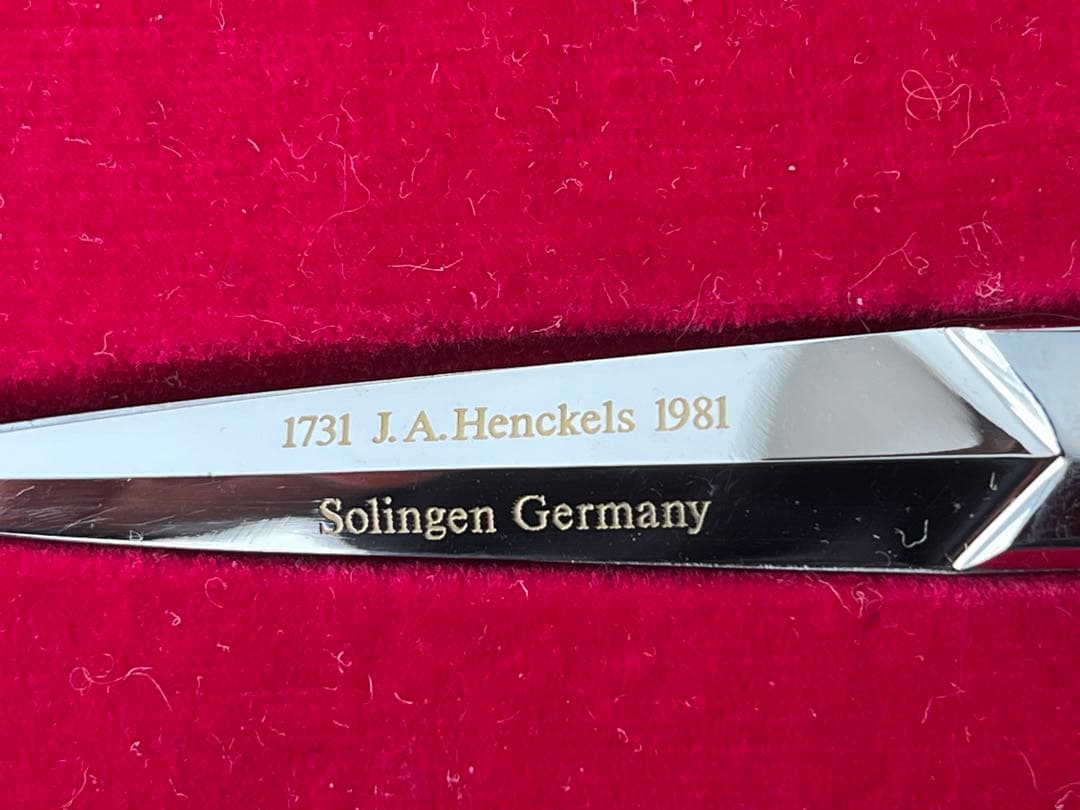 1731 J.A.Henckels 1981
Solingen Germany